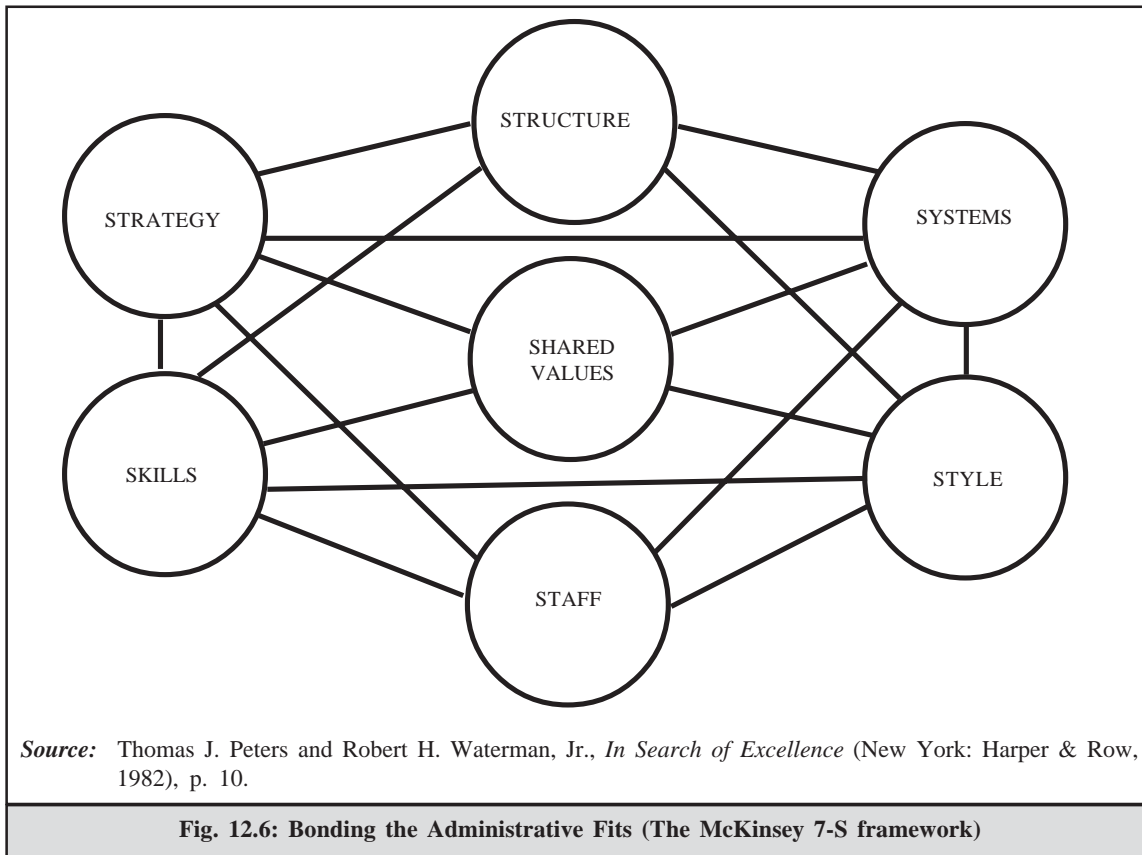 STRUCTURE
STRATEGY
SYSTEMS
SHARED
VALUES
SKILLS
STYLE
STAFF
Source: Thomas J. Peters and Robert H. Waterman, Jr., In Search of Excellence (New York: Harper & Row,
1982), p. 10.
Fig. 12.6: Bonding the Administrative Fits (The McKinsey 7-S framework)